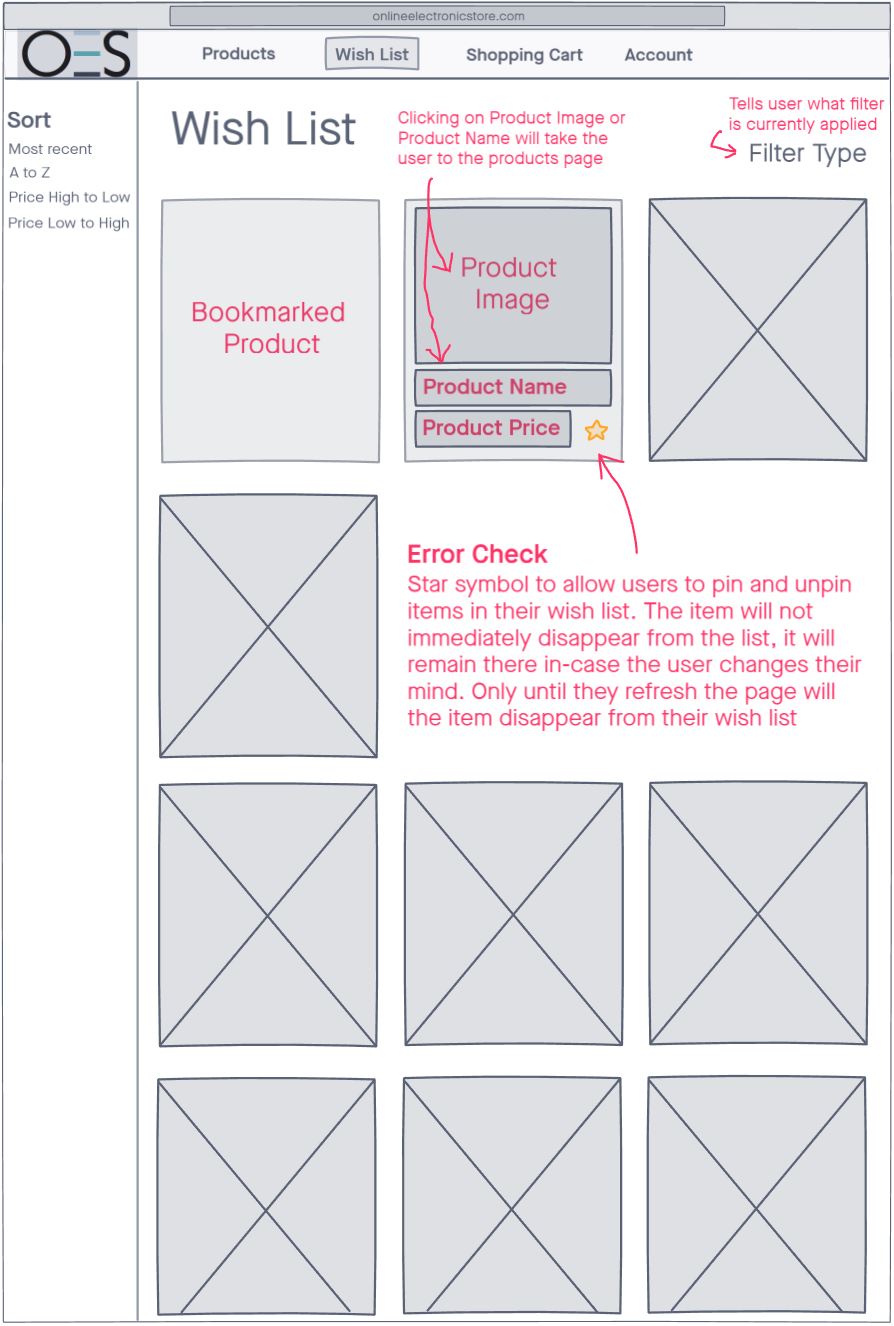 onlineelectronicstore.com
OES
Products
Wish List
Shopping Cart
Account
Sort
Most recent
A to Z
Price High to Low
Price Low to High
Wish List
Clicking on Product Image or
Product Name will take the
user to the products page
Tells user what filter
is currently applied
Filter Type
Bookmarked
Product
Product
Image
Product Name
Product Price
Error Check
Star symbol to allow users to pin and unpin
items in their wish list. The item will not
immediately disappear from the list, it will
remain there in-case the user changes their
mind. Only until they refresh the page will
the item disappear from their wish list